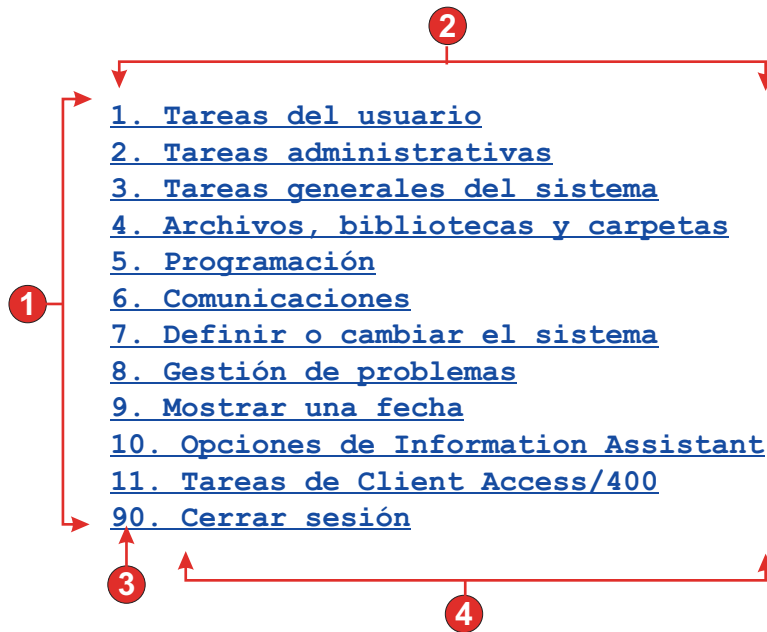 2
1. Tareas del usuario
2. Tareas administrativas
3. Tareas generales del sistema
4. Archivos, bibliotecas y carpetas
5. Programación
6. Comunicaciones
1
7. Definir o cambiar el sistema
8. Gestión de problemas
9. Mostrar una fecha
10. Opciones de Information Assistant
11. Tareas de Client Access/400
90. Cerrar sesión
3
4